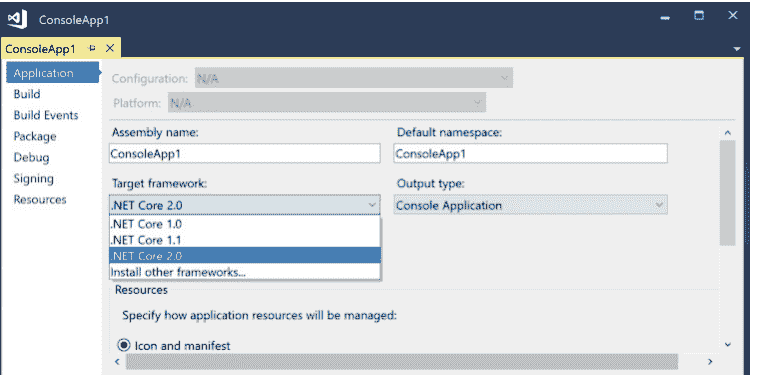 ConsoleApp1
ConsoleApp1
Application
Build
Build Events
Package
Debug
Signing
Resources
Configuration: N/A
Platform: N/A
Assembly name:
ConsoleApp1
Default namespace:
ConsoleApp1
Target framework:
.NET Core 2.0
.NET Core 1.0
.NET Core 1.1
.NET Core 2.0
Install other frameworks...
Output type:
Console Application
Resources
Specify how application resources will be managed:
Icon and manifest